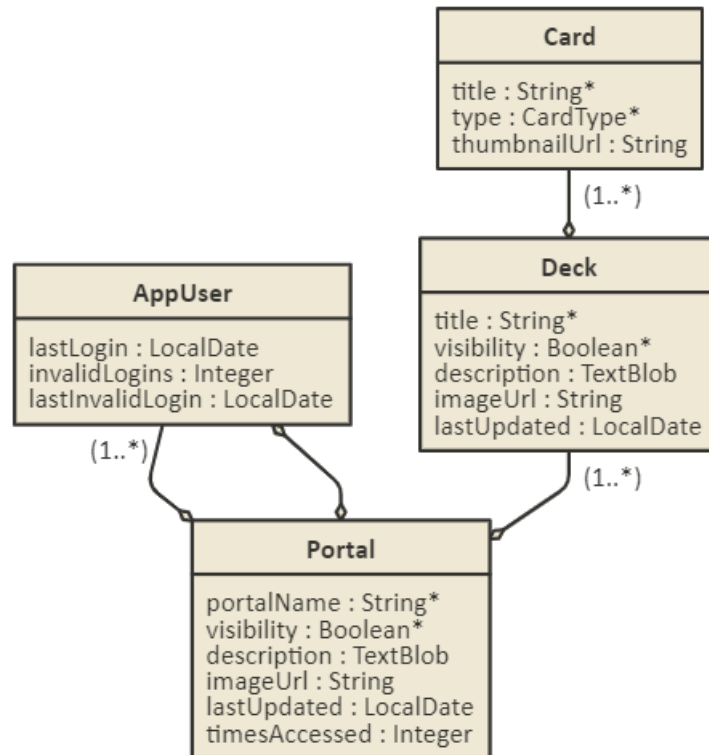 Card
title : String*
type : CardType*
thumbnailUrl : String
(1..*)
Deck
title : String*
visibility : Boolean*
description : TextBlob
imageUrl : String
lastUpdated : LocalDate
AppUser
lastLogin : LocalDate
invalidLogins : Integer
lastInvalidLogin : LocalDate
(1..*)
(1..*)
Portal
portalName : String*
visibility : Boolean*
description : TextBlob
imageUrl : String
lastUpdated : LocalDate
timesAccessed : Integer